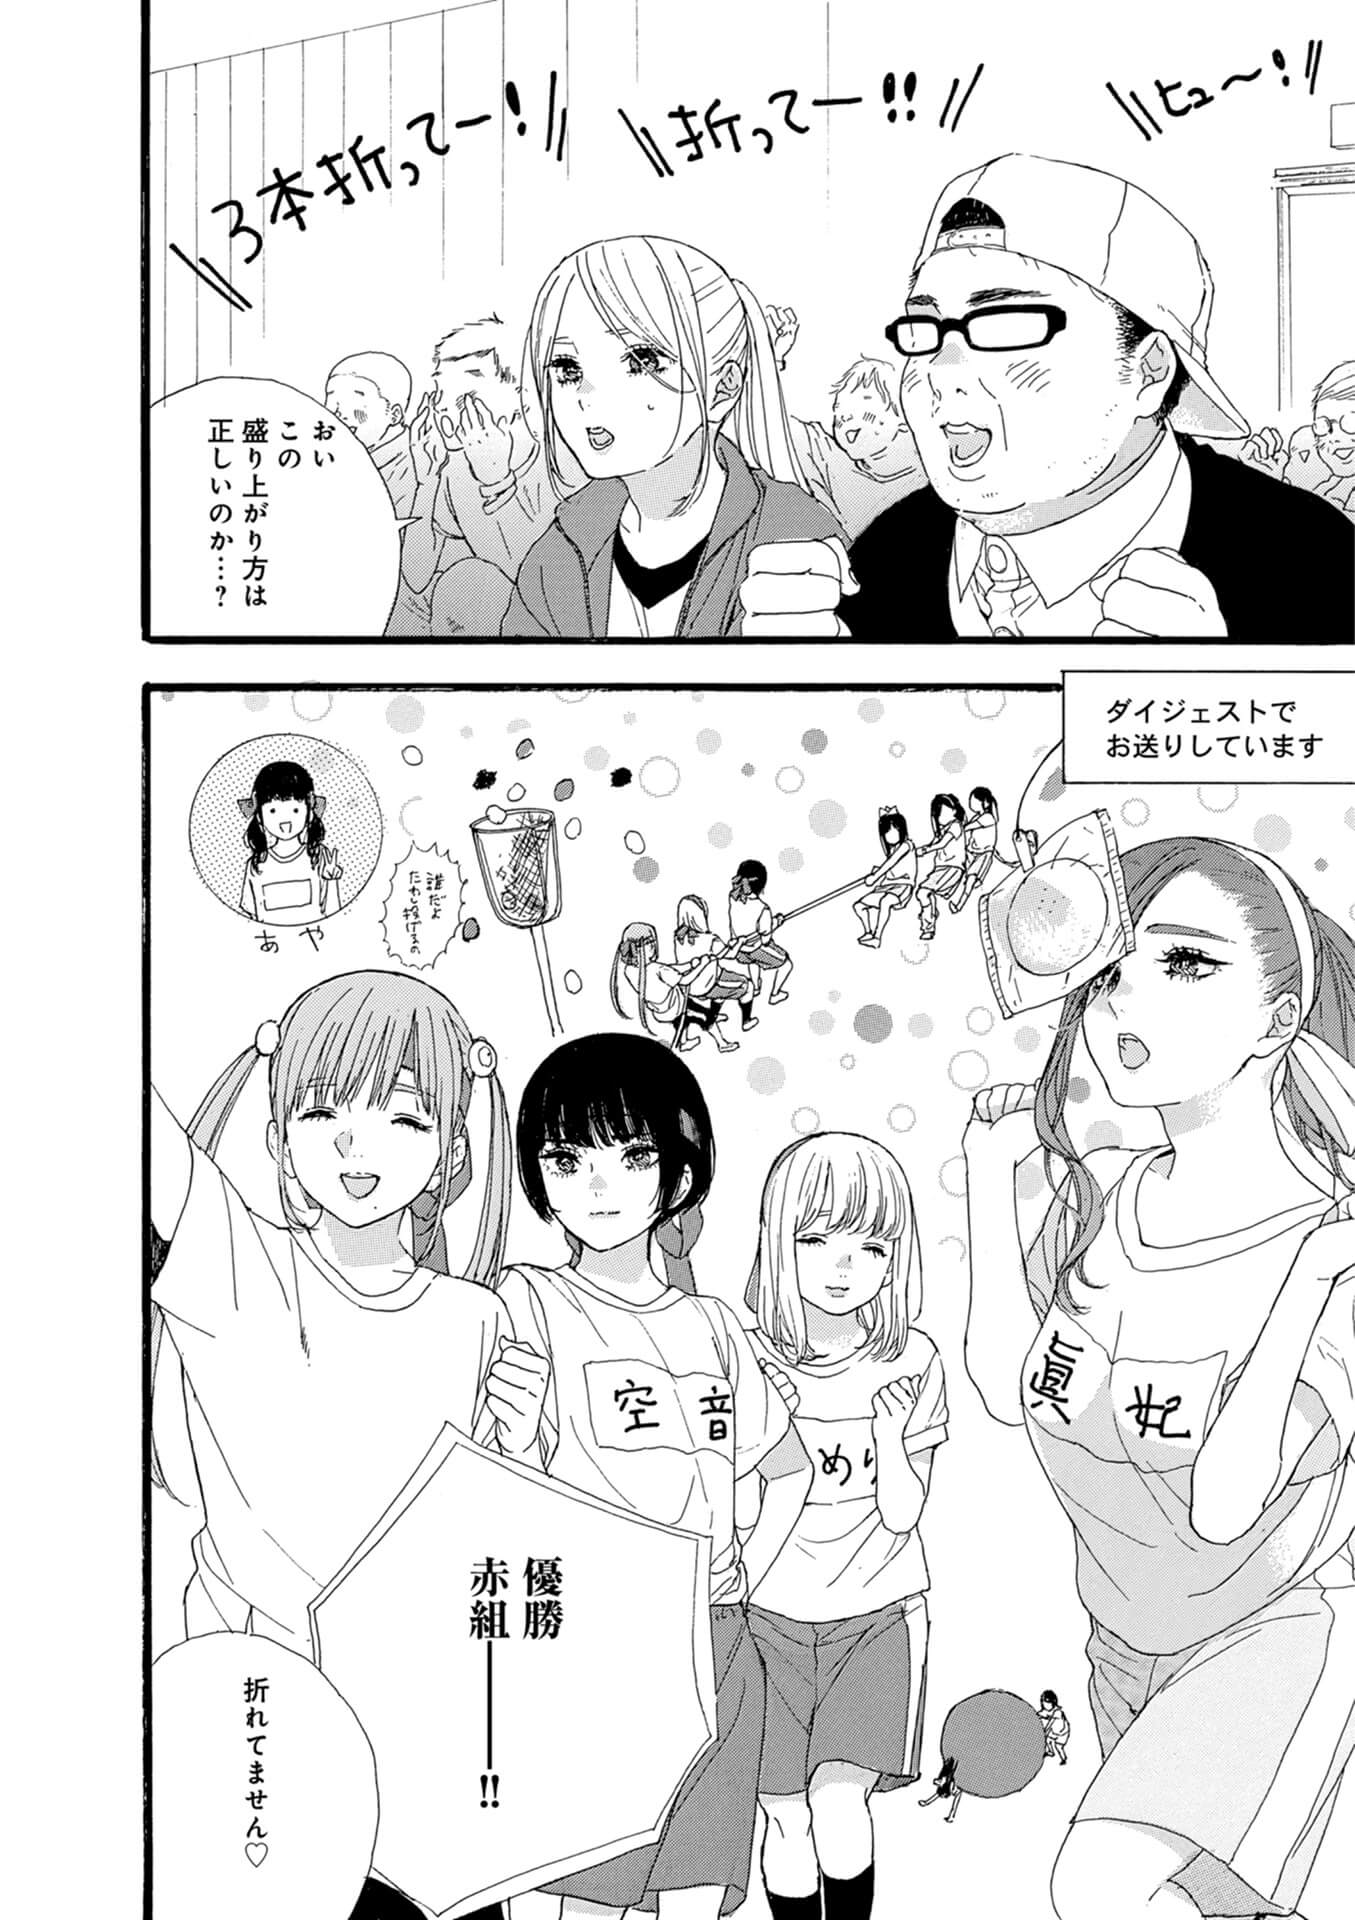 ヒュ〜!
折ってー!!
3本折ってー!
おい
この
盛り上がり方は
正しいのか…?
ダイジェストで
お送りしています
誰だよ
たわし投げるの
あや
眞妃
めり
空音
優勝
赤組──!!
折れてません♡